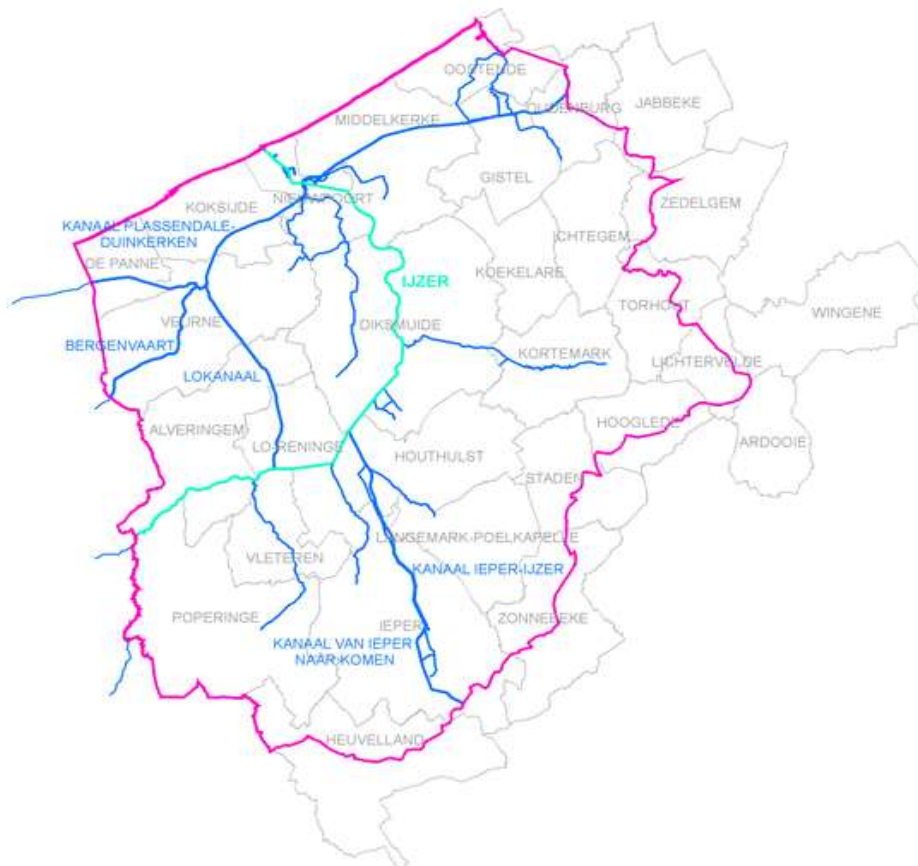 OOSTENDE
OUDENBURG
JABBEKE
MIDDELKERKE
GISTEL
NIEUWPOORT
KOKSIJDE
ZEDELGEM
KANAAL PLASSENDALE-
DUINKERKEN
ICHTEGEM
DE PANNE
KOEKELARE
IJZER
TORHOUT
WINGENE
VEURNE
DIKSMUIDE
BERGENVAART
KORTEMARK
LICHTERVELDE
LOKANAAL
HOOGLEDE
ALVERINGEM
LO-RENINGE
ARDOOIE
HOUTHULST
STADEN
LANGEMARK-POELKAPELLE
VLETEREN
KANAAL IEPER-IJZER
POPERINGE
IEPER
ZONNEBEKE
KANAAL VAN IEPER
NAAR KOMEN
HEUVELLAND